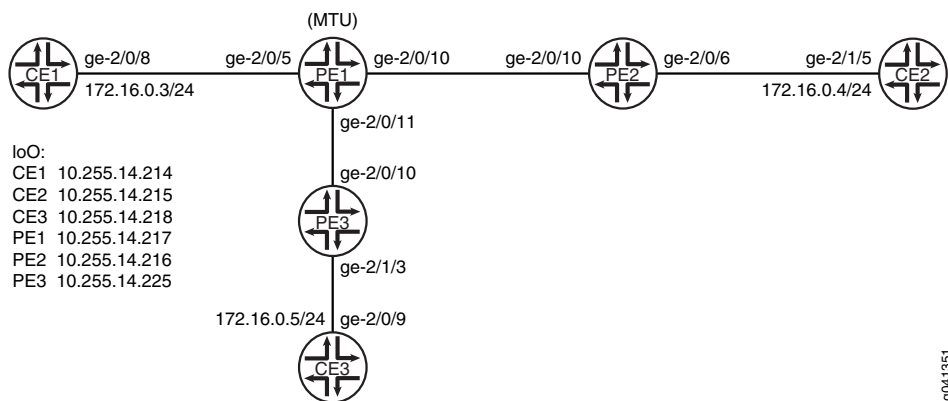 (MTU)
ge-2/0/8 ge-2/0/5 ge-2/0/10 ge-2/0/10 ge-2/0/6 ge-2/1/5
CE1 PE1 PE2 CE2
172.16.0.3/24 172.16.0.4/24
ge-2/0/11
loO:
CE1 10.255.14.214
CE2 10.255.14.215
CE3 10.255.14.218
PE1 10.255.14.217
PE2 10.255.14.216
PE3 10.255.14.225
ge-2/0/10
PE3
ge-2/1/3
172.16.0.5/24 ge-2/0/9
CE3
g041351